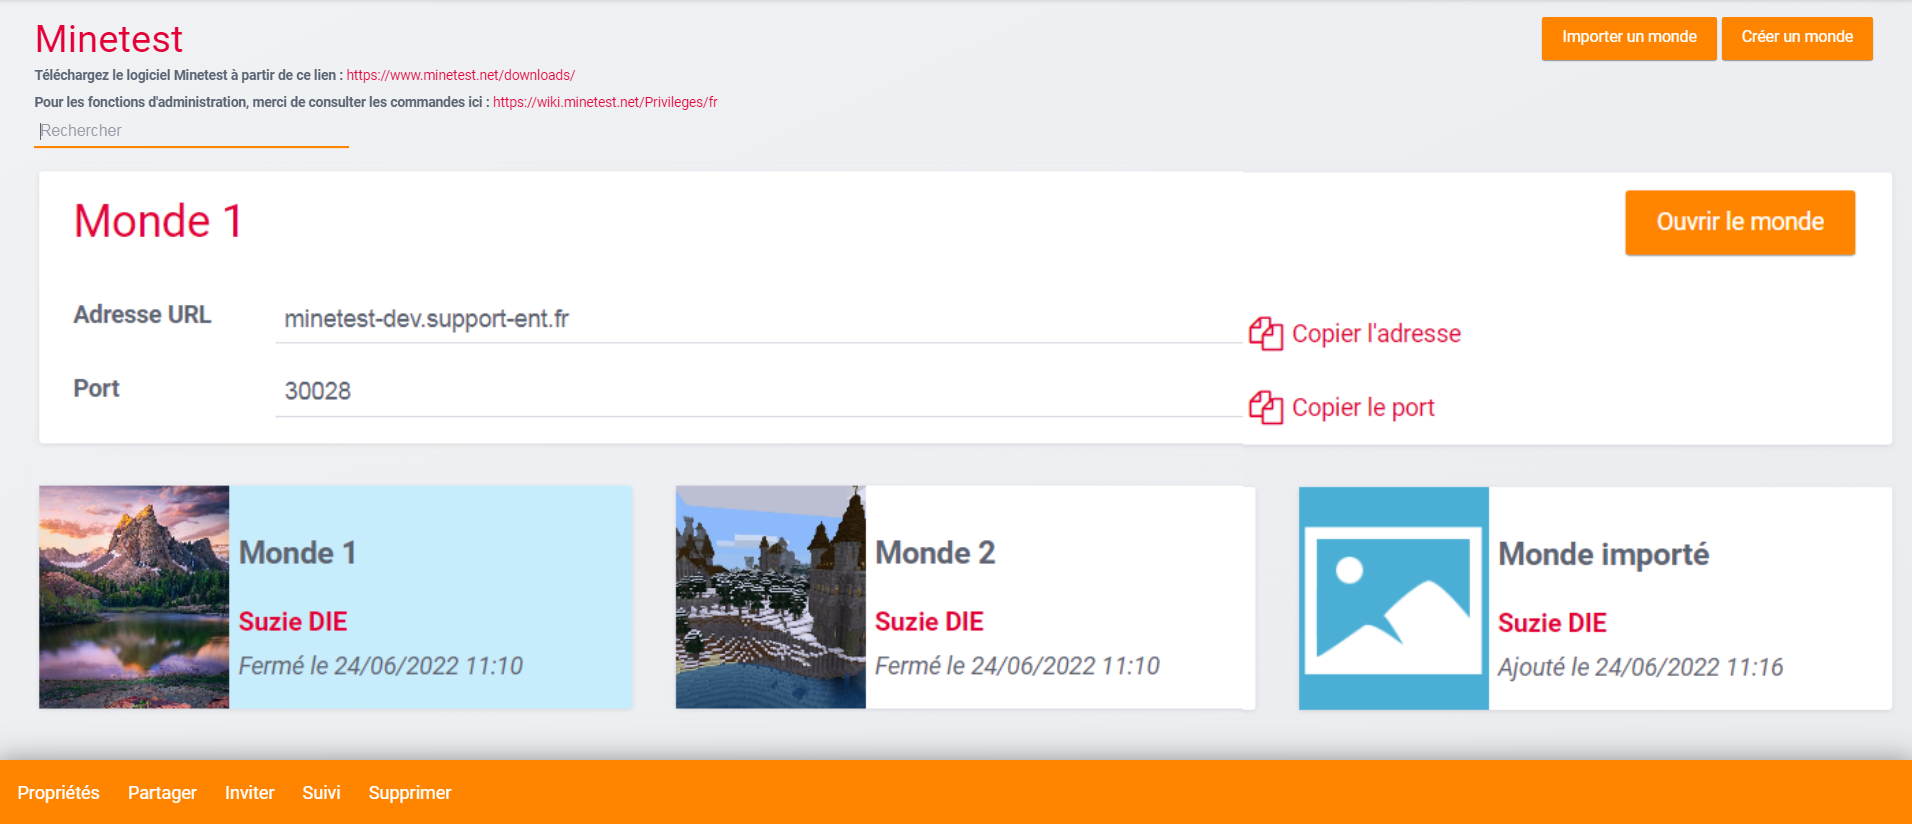 Minetest
Importer un monde
Créer un monde
Téléchargez le logiciel Minetest à partir de ce lien : https://www.minetest.net/downloads/
Pour les fonctions d'administration, merci de consulter les commandes ici : https://wiki.minetest.net/Privileges/fr
Rechercher
Monde 1
Ouvrir le monde
Adresse URL
minetest-dev.support-ent.fr
Copier l'adresse
Port
30028
Copier le port
Monde 1
Suzie DIE
Fermé le 24/06/2022 11:10
Monde 2
Suzie DIE
Fermé le 24/06/2022 11:10
Monde importé
Suzie DIE
Ajouté le 24/06/2022 11:16
Propriétés
Partager
Inviter
Suivi
Supprimer